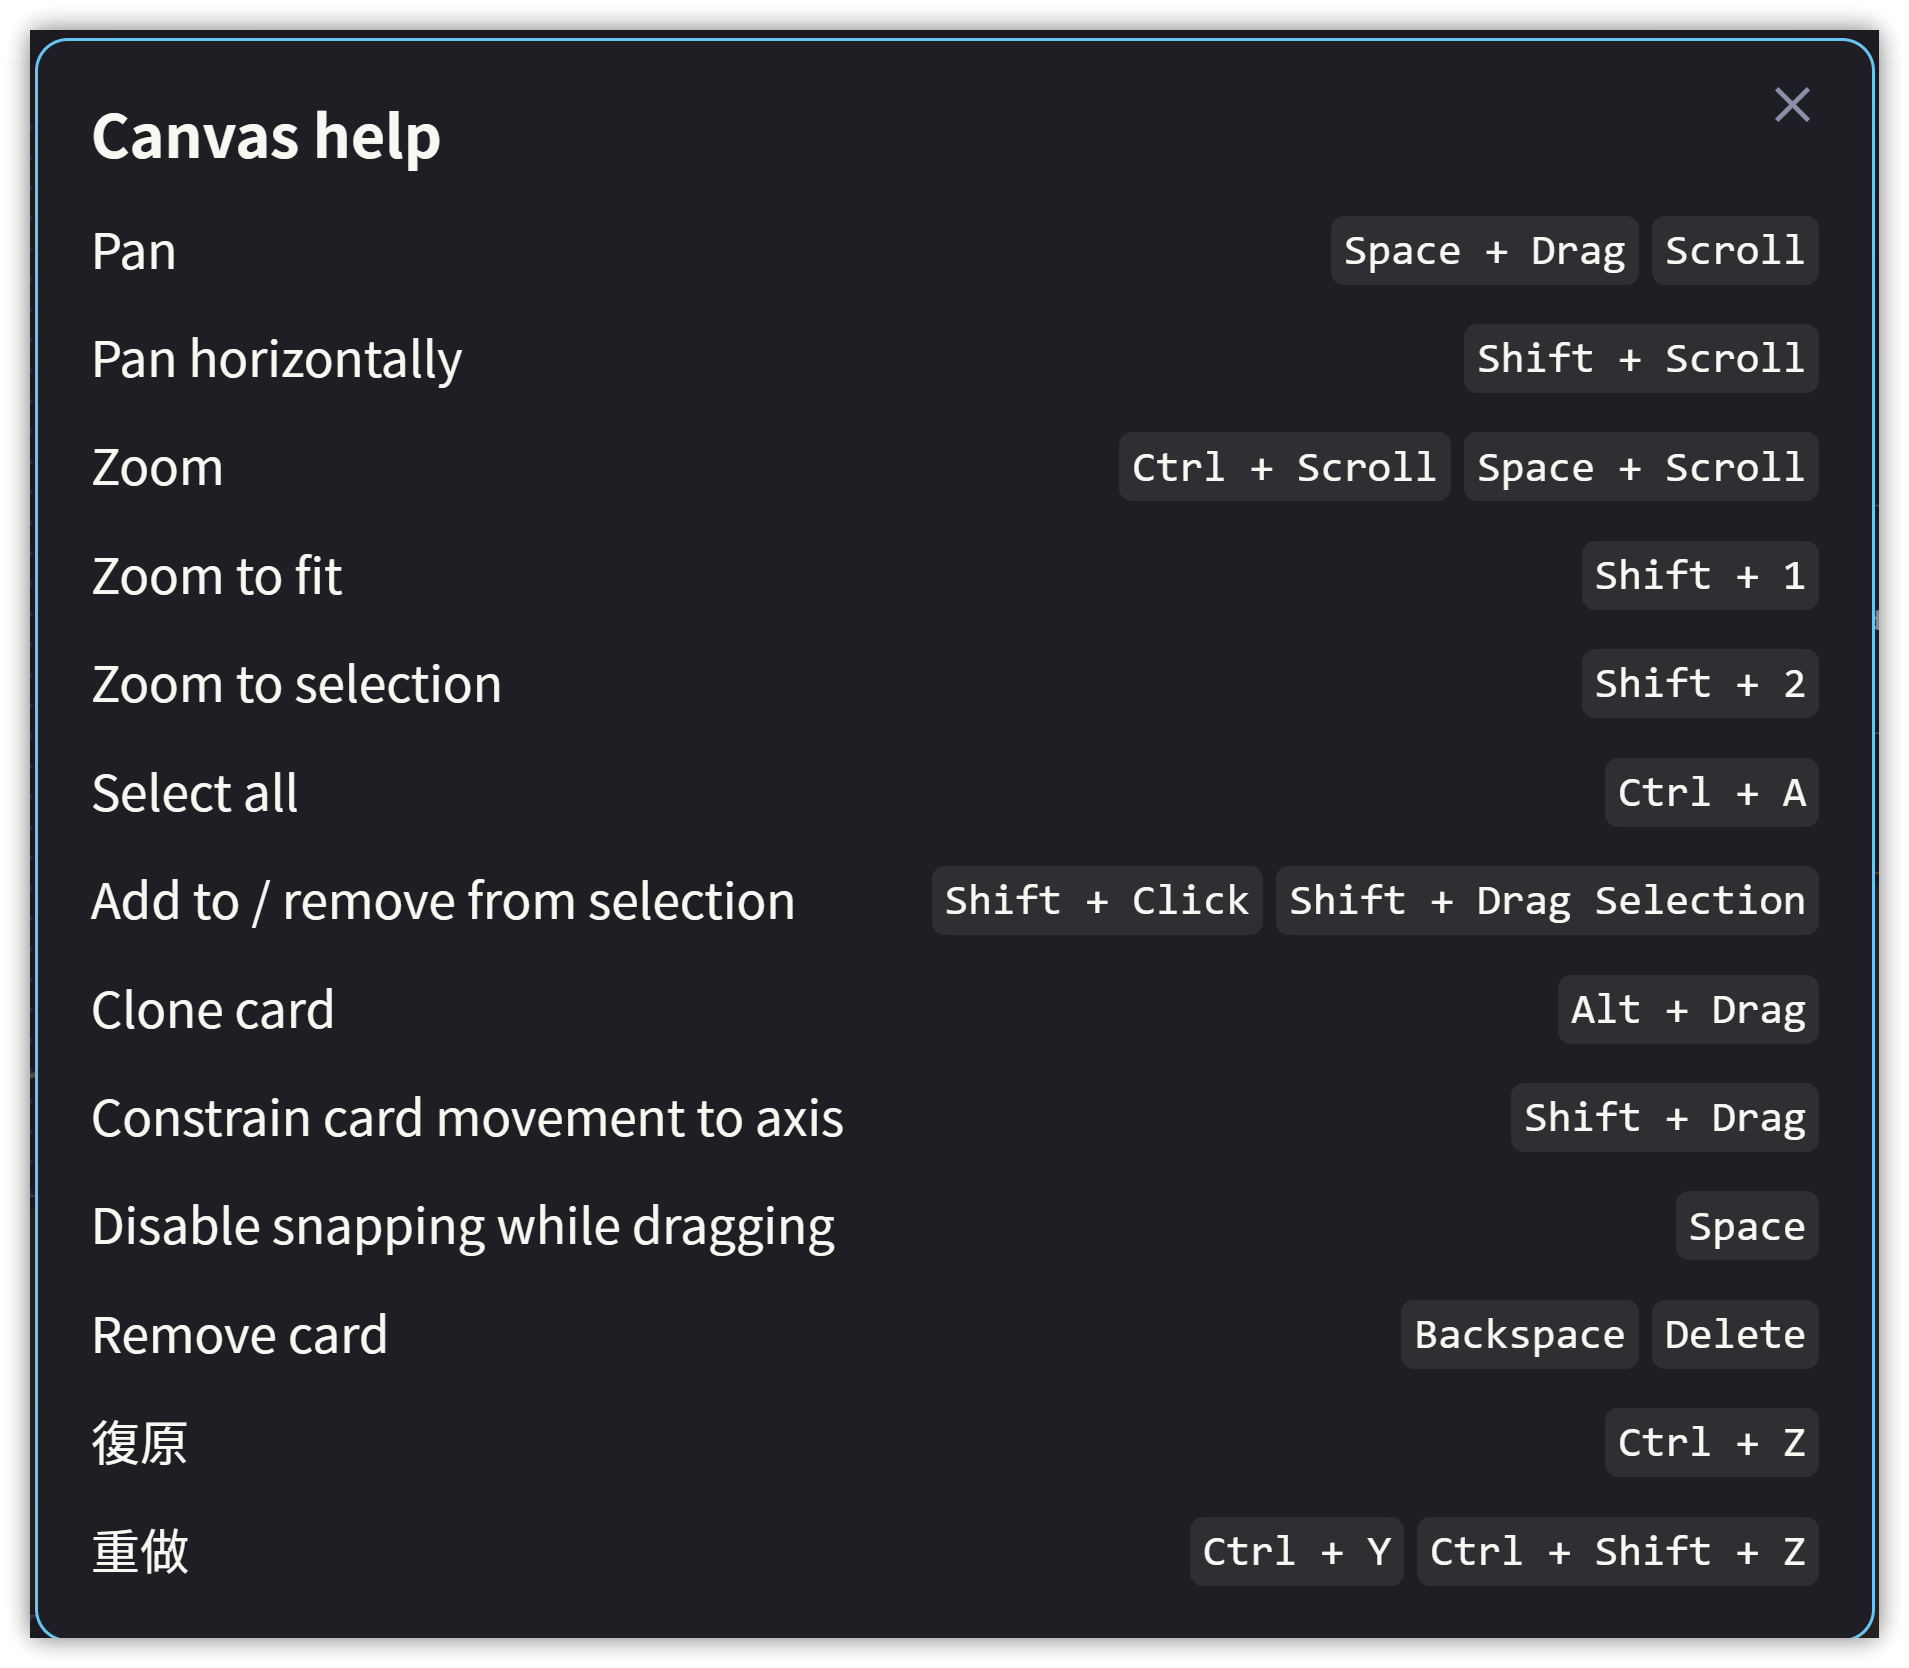 Canvas help
Pan Space + Drag Scroll
Pan horizontally Shift + Scroll
Zoom Ctrl + Scroll Space + Scroll
Zoom to fit Shift + 1
Zoom to selection Shift + 2
Select all Ctrl + A
Add to / remove from selection Shift + Click Shift + Drag Selection
Clone card Alt + Drag
Constrain card movement to axis Shift + Drag
Disable snapping while dragging Space
Remove card Backspace Delete
復原 Ctrl + Z
重做 Ctrl + Y Ctrl + Shift + Z